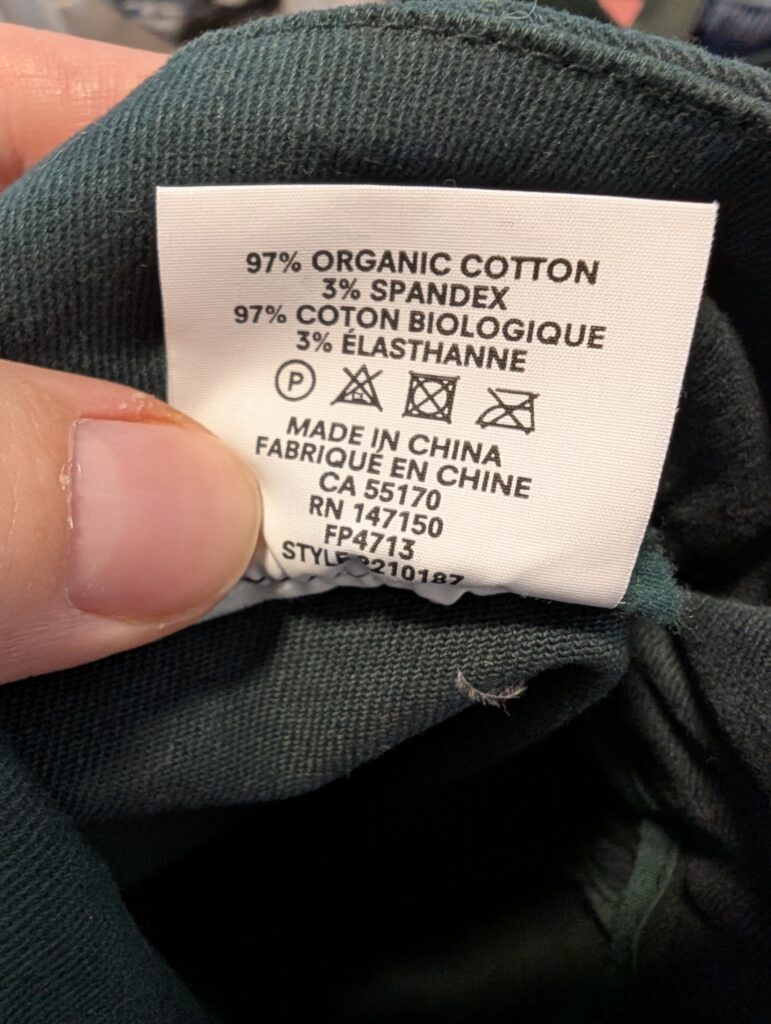 97% ORGANIC COTTON
3% SPANDEX
97% COTON BIOLOGIQUE
3% ÉLASTHANNE
P
MADE IN CHINA
FABRIQUÉ EN CHINE
CA 55170
RN 147150
FP4713
STYLE